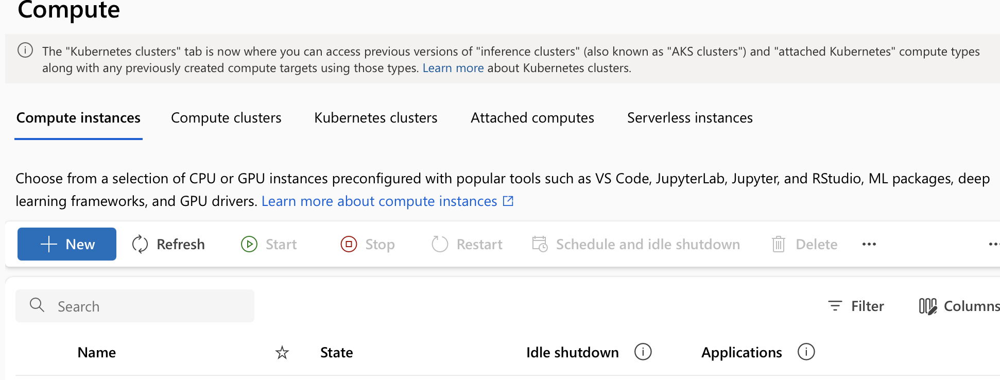 Compute
The "Kubernetes clusters" tab is now where you can access previous versions of "inference clusters" (also known as "AKS clusters") and "attached Kubernetes" compute types
along with any previously created compute targets using those types. Learn more about Kubernetes clusters.
Compute instances Compute clusters Kubernetes clusters Attached computes Serverless instances
Choose from a selection of CPU or GPU instances preconfigured with popular tools such as VS Code, JupyterLab, Jupyter, and RStudio, ML packages, deep
learning frameworks, and GPU drivers. Learn more about compute instances
New Refresh Start Stop Restart Schedule and idle shutdown Delete
Search Filter Columns
Name State Idle shutdown Applications